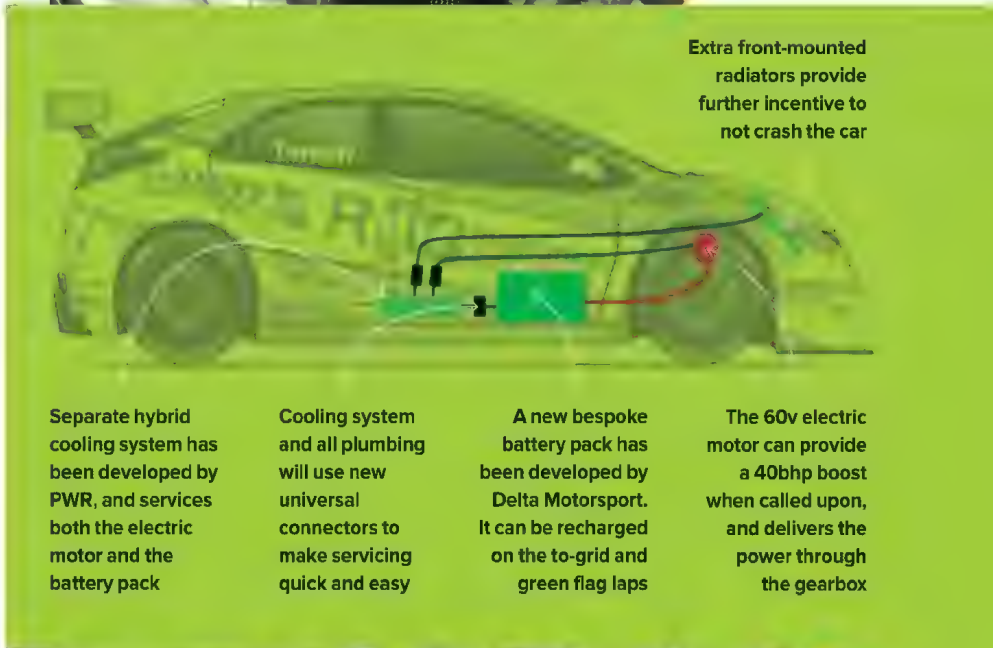 Extra front-mounted
radiators provide
further incentive to
not crash the car
Separate hybrid
cooling system has
been developed by
PWR, and services
both the electric
motor and the
battery pack
Cooling system
and all plumbing
will use new
universal
connectors to
make servicing
quick and easy
A new bespoke
battery pack has
been developed by
Delta Motorsport.
It can be recharged
on the to-grid and
green flag laps
The 60v electric
motor can provide
a 40bhp boost
when called upon,
and delivers the
power through
the gearbox